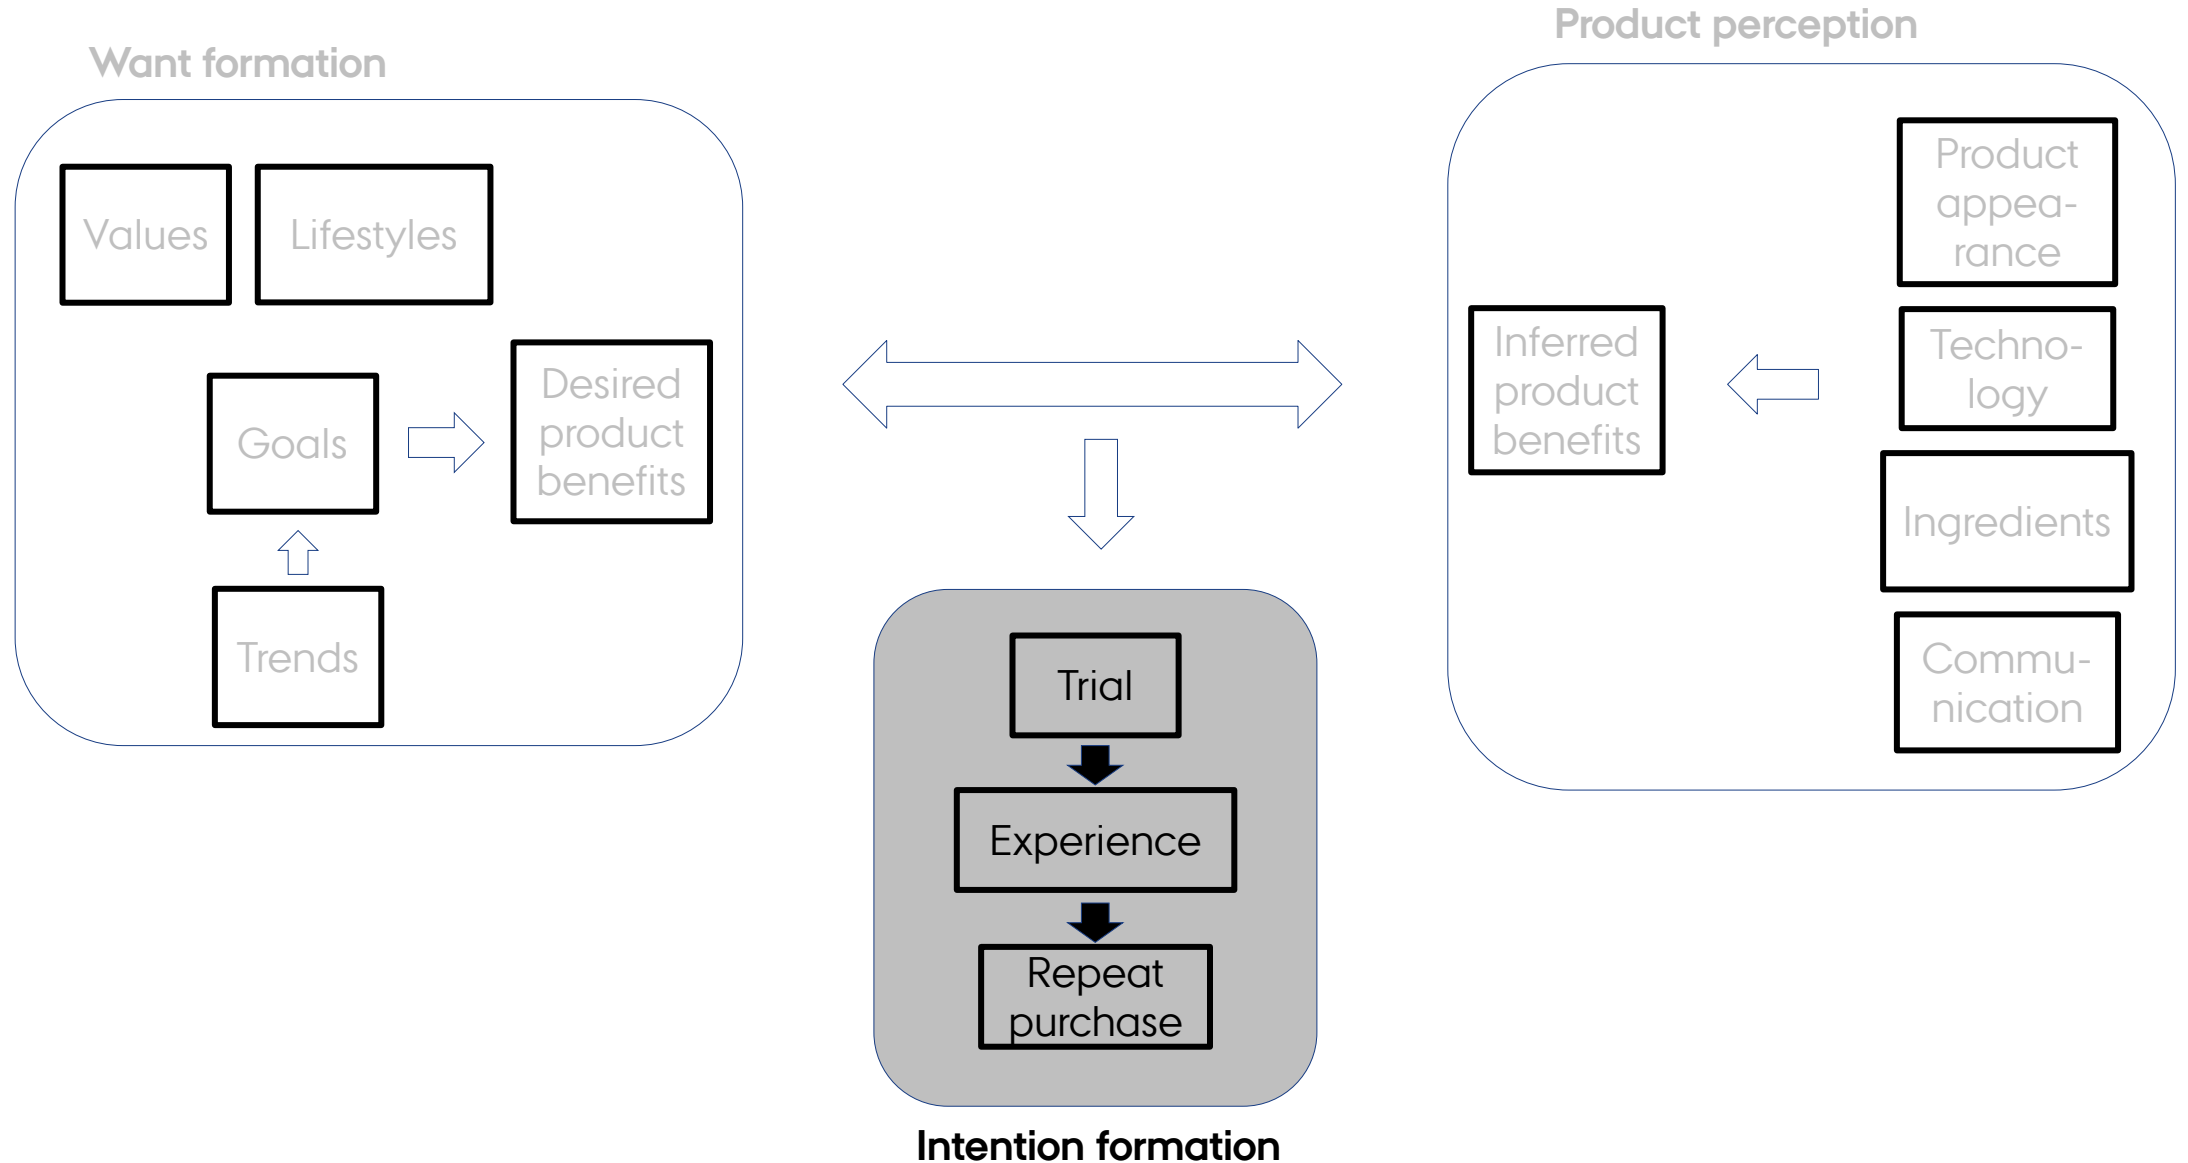 Want formation
Values
Lifestyles
Goals
Desired
product
benefits
Trends
Product perception
Inferred
product
benefits
Product
appea-
rance
Techno-
logy
Ingredients
Commu-
nication
Trial
Experience
Repeat
purchase
Intention formation